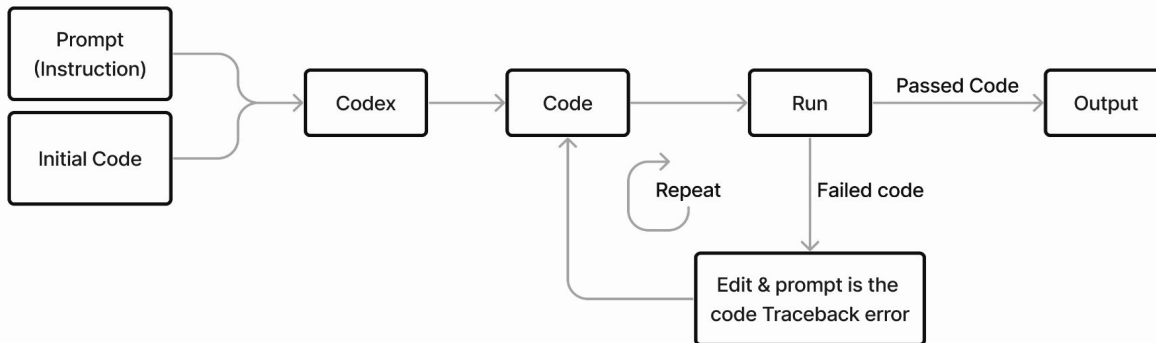 Prompt
(Instruction)
Initial Code
Codex
Code
Run
Passed Code
Output
Repeat
Failed code
Edit & prompt is the
code Traceback error